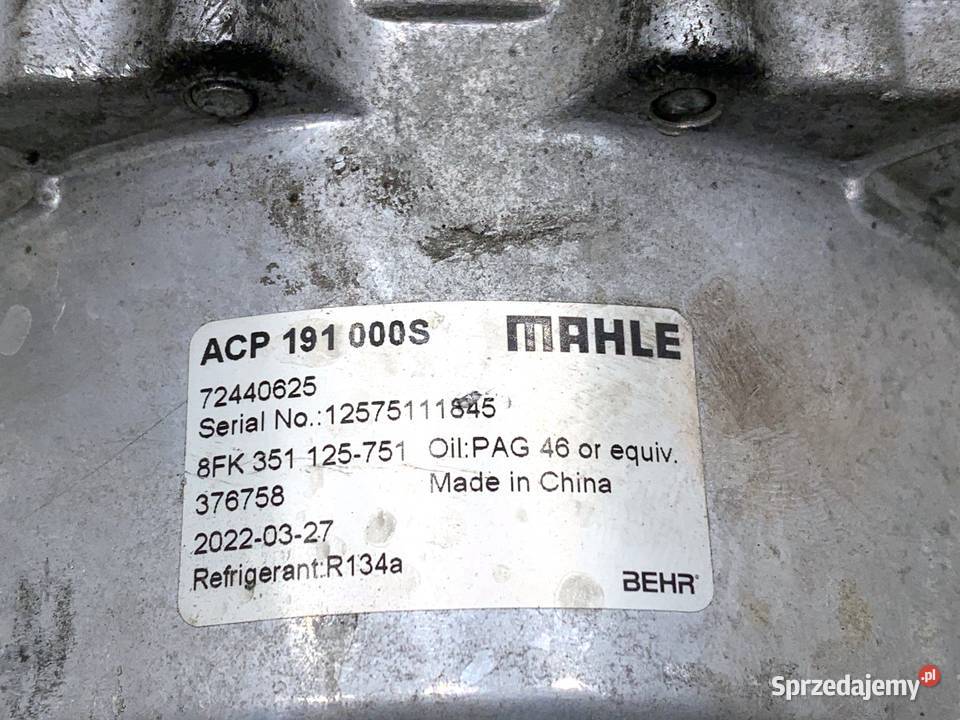 ACP 191 000S MAHLE
72440625
Serial No.:12575111845
8FK 351 125-751 Oil:PAG 46 or equiv.
376758 Made in China
2022-03-27
Refrigerant:R134a
BEHR
Sprzedajemy.pl